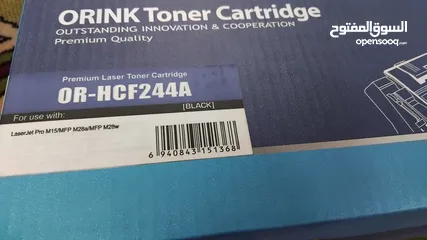 ORINK Toner Cartridge
السوق المفتوح
opensooq.com
OUTSTANDING INNOVATION & COOPERATION
Premium Quality
Premium Laser Toner Cartridge
OR-HCF244A
[BLACK]
For use with:
LaserJet Pro M15/MFP M28a/MFP M28w
6 940843 151368